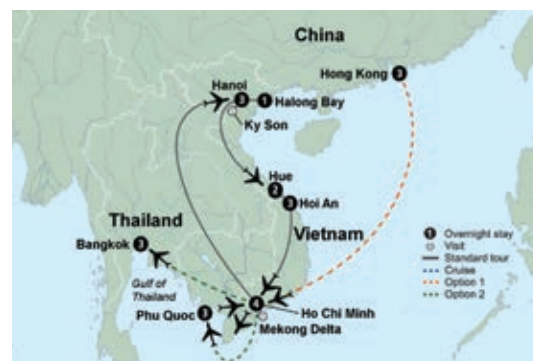 China
Hong Kong 3
Hanoi 3
1 Halong Bay
Ky Son
Hue
2
3 Hoi An
Thailand
Vietnam
Bangkok 3
Gulf of
Thailand
Phu Quoc 3
4
Ho Chi Minh
Mekong Delta
1 Overnight stay
Visit
Standard tour
Cruise
Option 1
Option 2